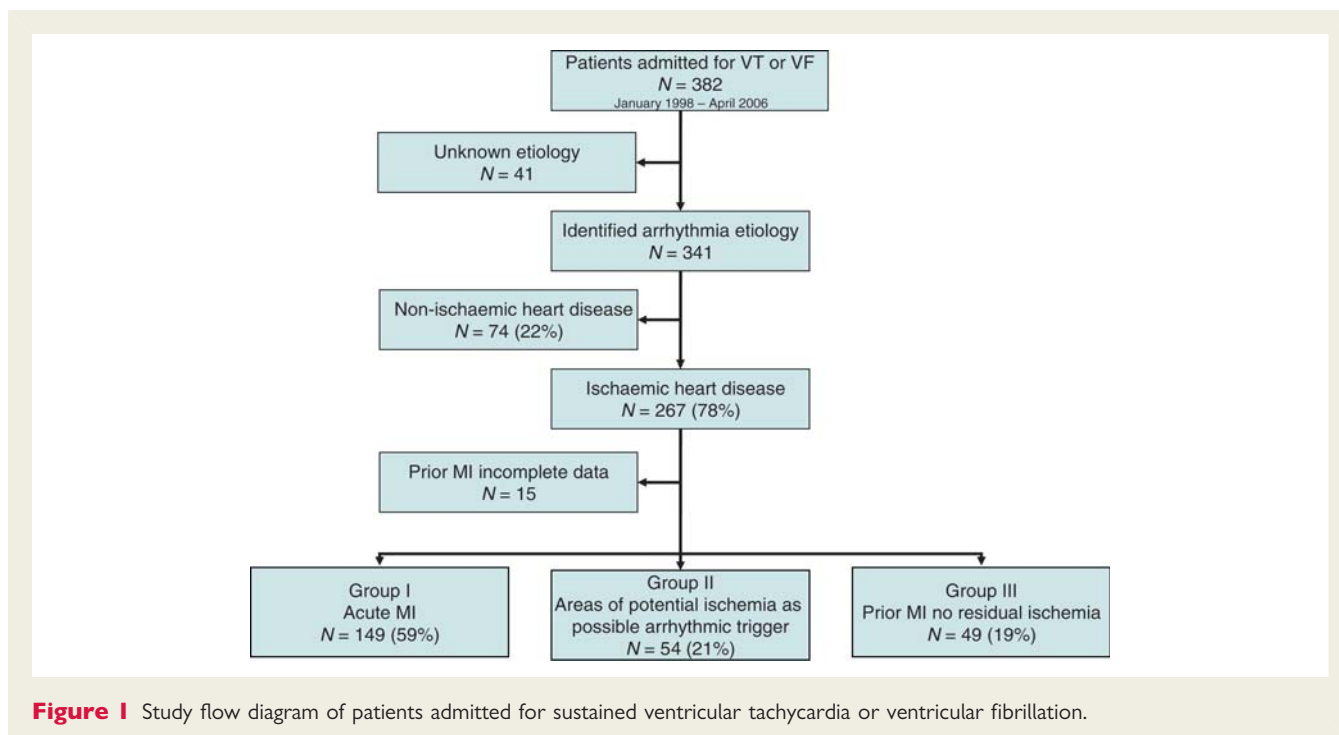 Patients admitted for VT or VF
N = 382
January 1998 – April 2006
Unknown etiology
N = 41
Identified arrhythmia etiology
N = 341
Non-ischaemic heart disease
N = 74 (22%)
Ischaemic heart disease
N = 267 (78%)
Prior MI incomplete data
N = 15
Group I
Acute MI
N = 149 (59%)
Group II
Areas of potential ischemia as
possible arrhythmic trigger
N = 54 (21%)
Group III
Prior MI no residual ischemia
N = 49 (19%)
Figure 1 Study flow diagram of patients admitted for sustained ventricular tachycardia or ventricular fibrillation.